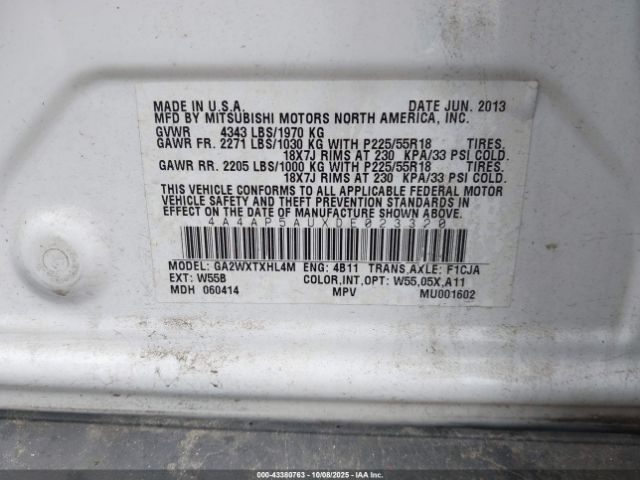 MADE IN U.S.A. DATE JUN. 2013
MFD BY MITSUBISHI MOTORS NORTH AMERICA, INC.
GVWR 4343 LBS/1970 KG
GAWR FR. 2271 LBS/1030 KG WITH P225/55R18 TIRES,
18X7J RIMS AT 230 KPA/33 PSI COLD.
GAWR RR. 2205 LBS/1000 KG WITH P225/55R18 TIRES,
18X7J RIMS AT 230 KPA/33 PSI COLD.
THIS VEHICLE CONFORMS TO ALL APPLICABLE FEDERAL MOTOR
VEHICLE SAFETY AND THEFT PREVENTION STANDARDS IN
EFFECT ON THE DATE OF MANUFACTURE SHOWN ABOVE.
4A4AP5AUXDE023320
MODEL: GA2WXTXHL4M ENG: 4B11 TRANS,AXLE: F1CJA
EXT: W55B COLOR,INT,OPT: W55,05X,A11
MDH 060414 MPV MU001602
000-43380763 | 10/08/2025 | IAA Inc.